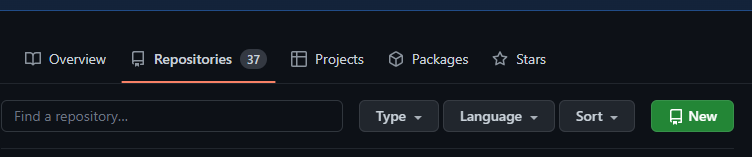 Overview Repositories 37 Projects Packages Stars
Find a repository... Type Language Sort New